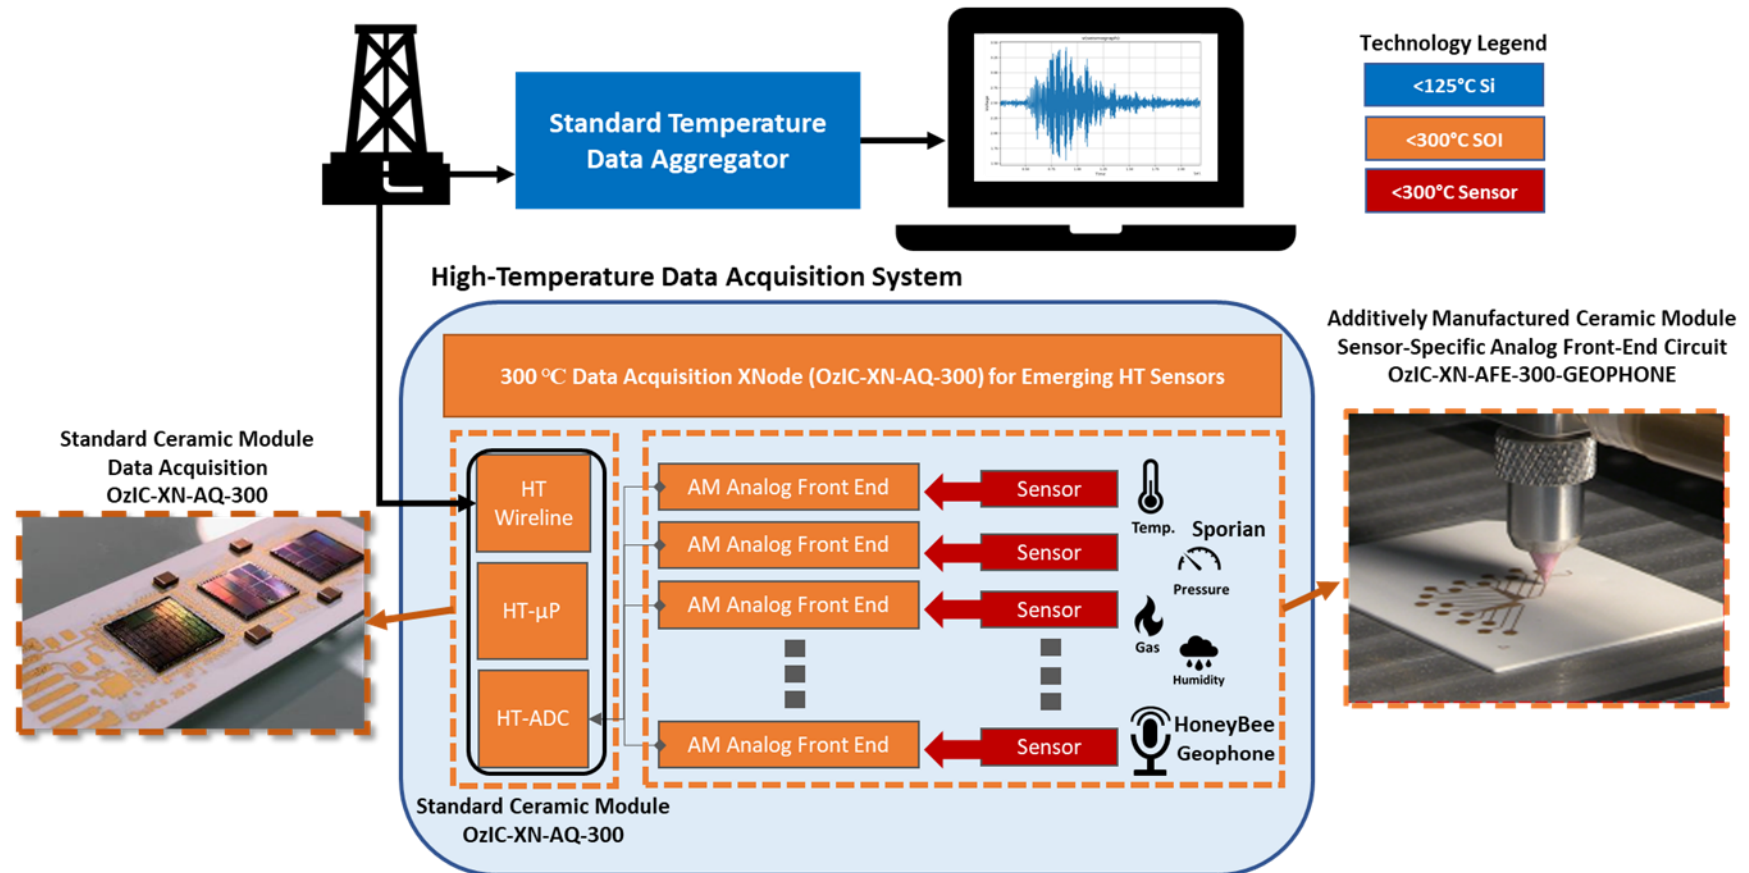 Technology Legend
<125°C Si
<300°C SOI
<300°C Sensor
Standard Temperature
Data Aggregator
High-Temperature Data Acquisition System
300 ℃ Data Acquisition XNode (OzIC-XN-AQ-300) for Emerging HT Sensors
Additively Manufactured Ceramic Module
Sensor-Specific Analog Front-End Circuit
OzIC-XN-AFE-300-GEOPHONE
Standard Ceramic Module
Data Acquisition
OzIC-XN-AQ-300
HT
Wireline
HT-µP
HT-ADC
AM Analog Front End
Sensor
Temp.
Sporian
AM Analog Front End
Sensor
Pressure
AM Analog Front End
Sensor
Gas
Humidity
AM Analog Front End
Sensor
HoneyBee
Geophone
Standard Ceramic Module
OzIC-XN-AQ-300